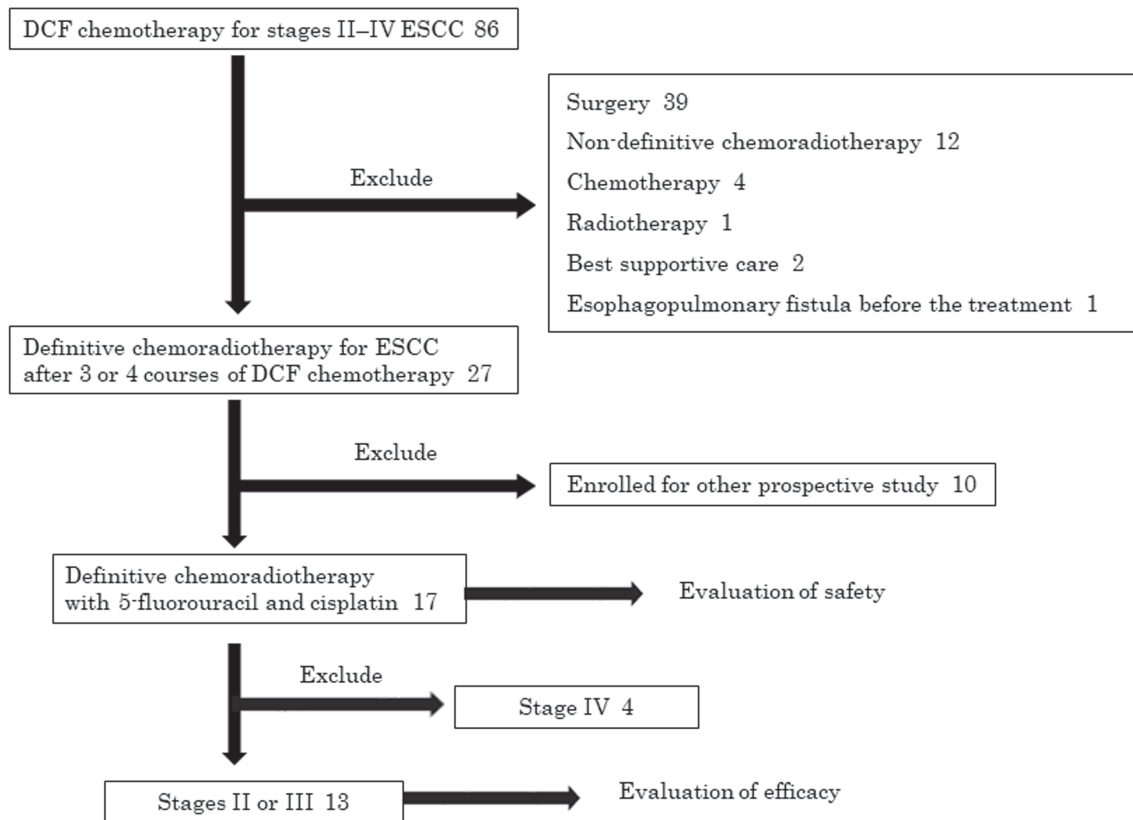 DCF chemotherapy for stages II–IV ESCC 86
Exclude
Surgery 39
Non-definitive chemoradiotherapy 12
Chemotherapy 4
Radiotherapy 1
Best supportive care 2
Esophagopulmonary fistula before the treatment 1
Definitive chemoradiotherapy for ESCC
after 3 or 4 courses of DCF chemotherapy 27
Exclude
Enrolled for other prospective study 10
Definitive chemoradiotherapy
with 5-fluorouracil and cisplatin 17
Evaluation of safety
Exclude
Stage IV 4
Stages II or III 13
Evaluation of efficacy